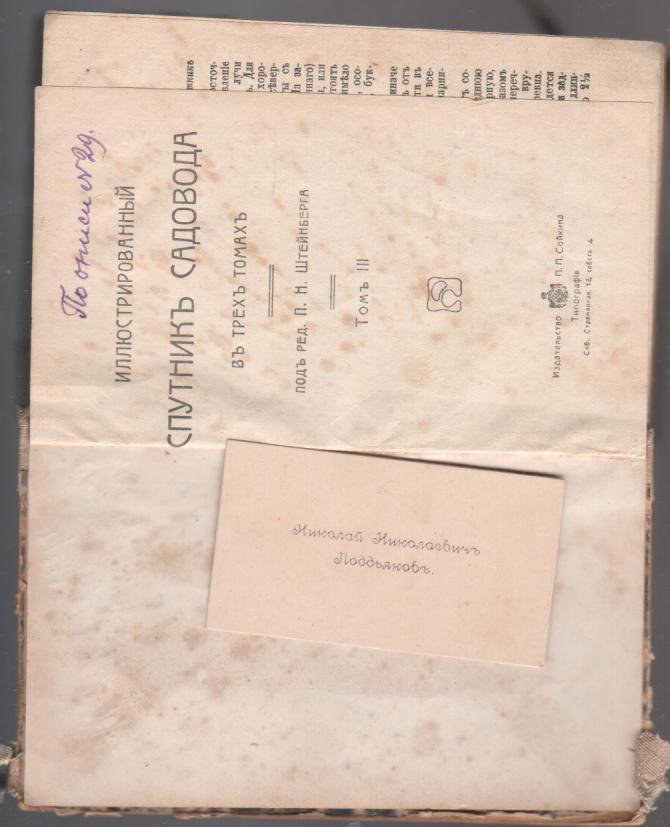 По описи № 29.
ИЛЛЮСТРИРОВАННЫЙ
СПУТНИКЪ САДОВОДА
ВЪ ТРЕХЪ ТОМАХЪ
ПОДЪ РЕД. П. Н. ШТЕЙНБЕРГА
ТОМЪ III
Издательство П. П. Сойкина
Типографіе
Спб., Стремянная, 12, собств. д.
Николай Николаевичъ
Поддьяковъ.